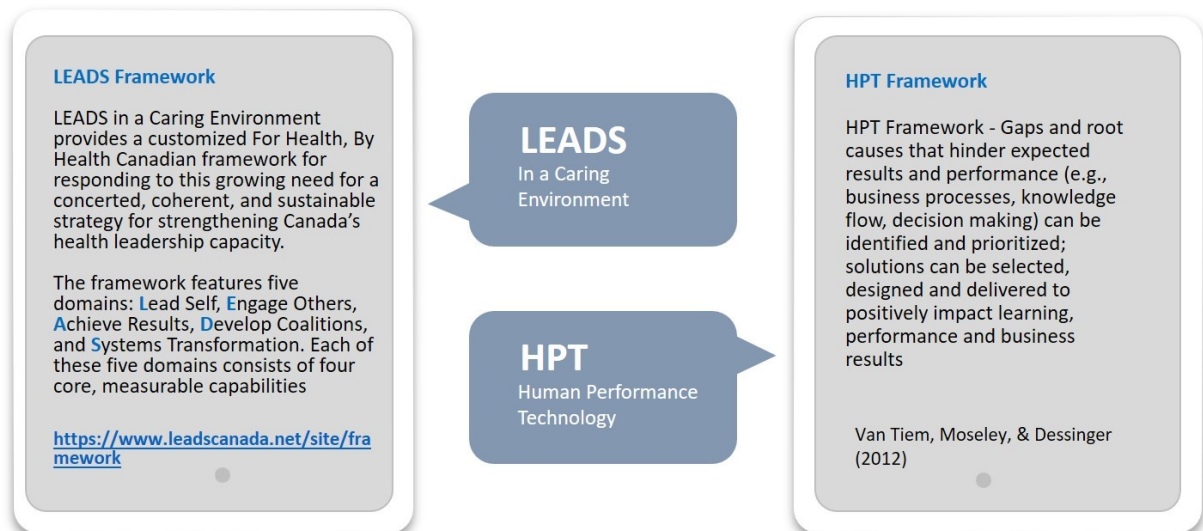 LEADS Framework
LEADS in a Caring Environment
provides a customized For Health, By
Health Canadian framework for
responding to this growing need for a
concerted, coherent, and sustainable
strategy for strengthening Canada's
health leadership capacity.
The framework features five
domains: Lead Self, Engage Others,
Achieve Results, Develop Coalitions,
and Systems Transformation. Each of
these five domains consists of four
core, measurable capabilities
https://www.leadscanada.net/site/fra
mework
LEADS
In a Caring
Environment
HPT
Human Performance
Technology
HPT Framework
HPT Framework - Gaps and root
causes that hinder expected
results and performance (e.g.,
business processes, knowledge
flow, decision making) can be
identified and prioritized;
solutions can be selected,
designed and delivered to
positively impact learning,
performance and business
results
Van Tiem, Moseley, & Dessinger
(2012)